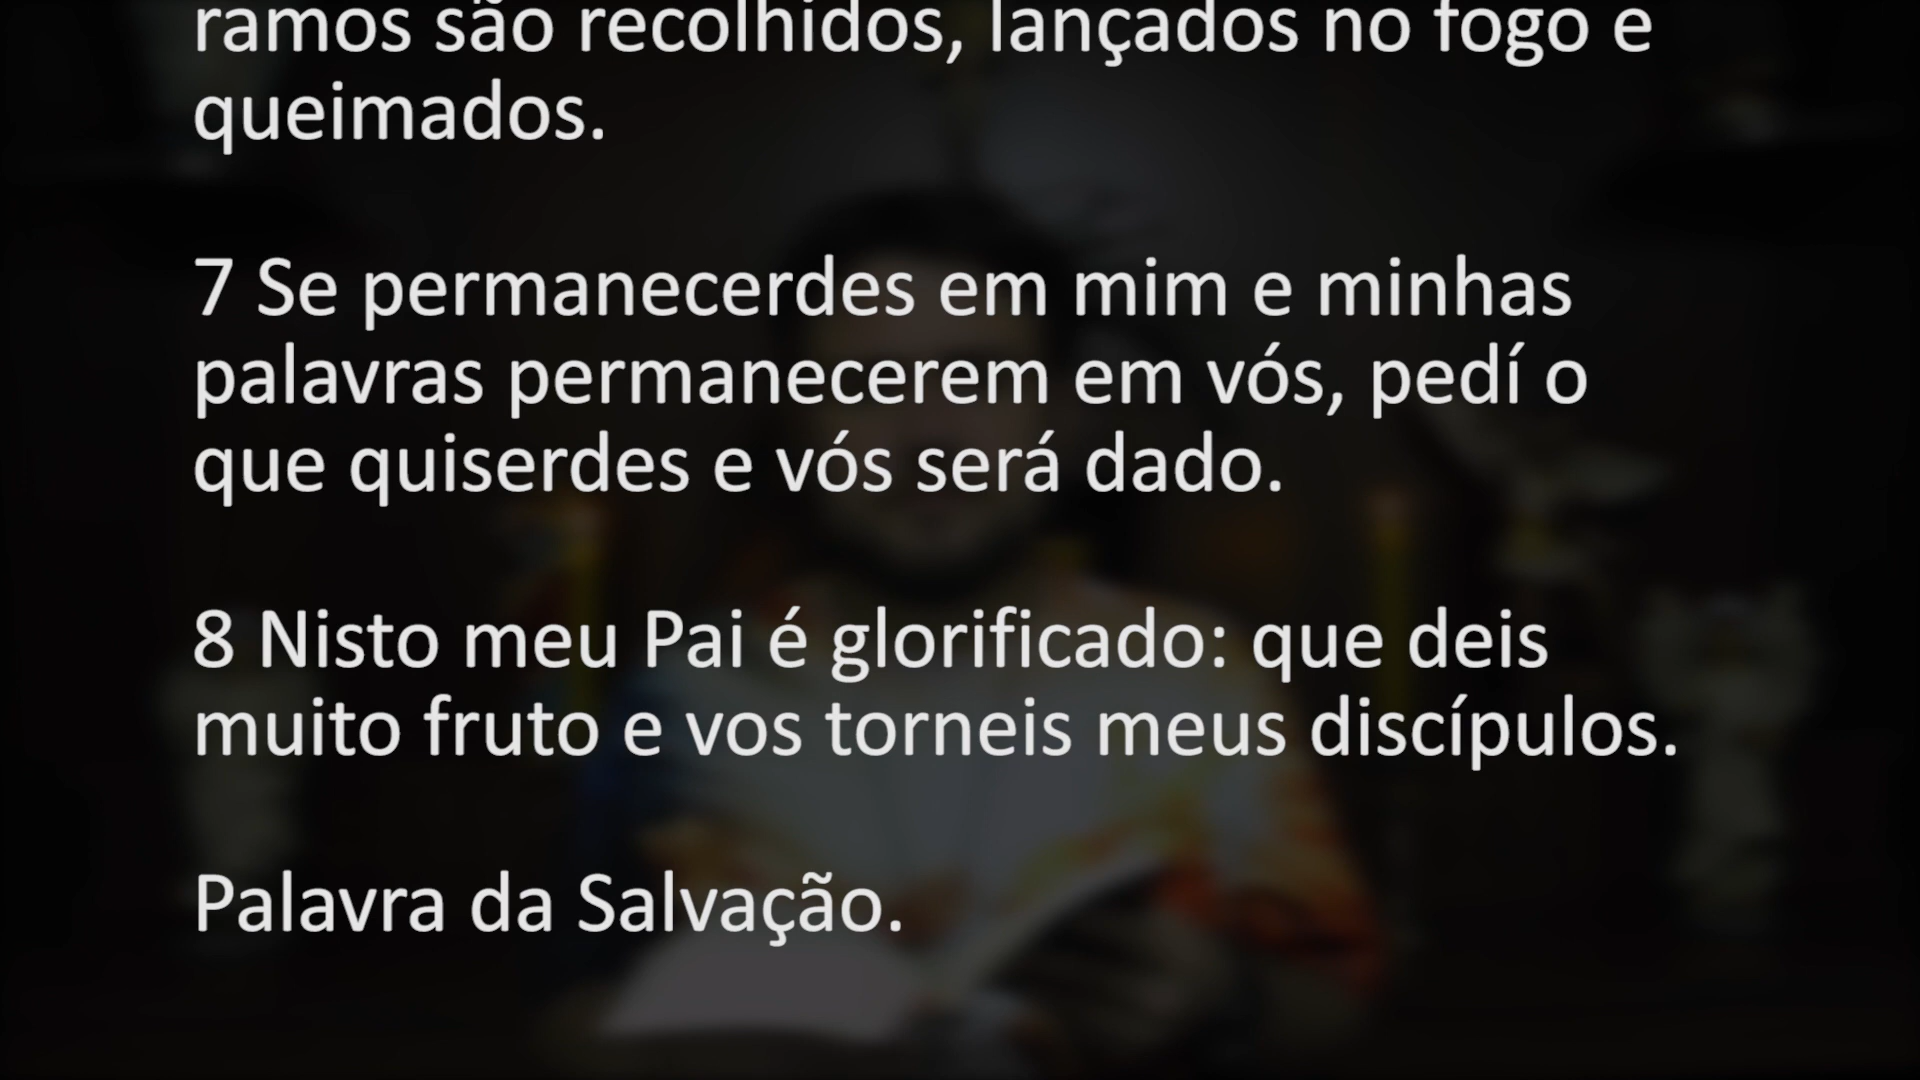 ramos são recolhidos, lançados no fogo e
queimados.
7 Se permanecerdes em mim e minhas
palavras permanecerem em vós, pedí o
que quiserdes e vós será dado.
8 Nisto meu Pai é glorificado: que deis
muito fruto e vos torneis meus discípulos.
Palavra da Salvação.